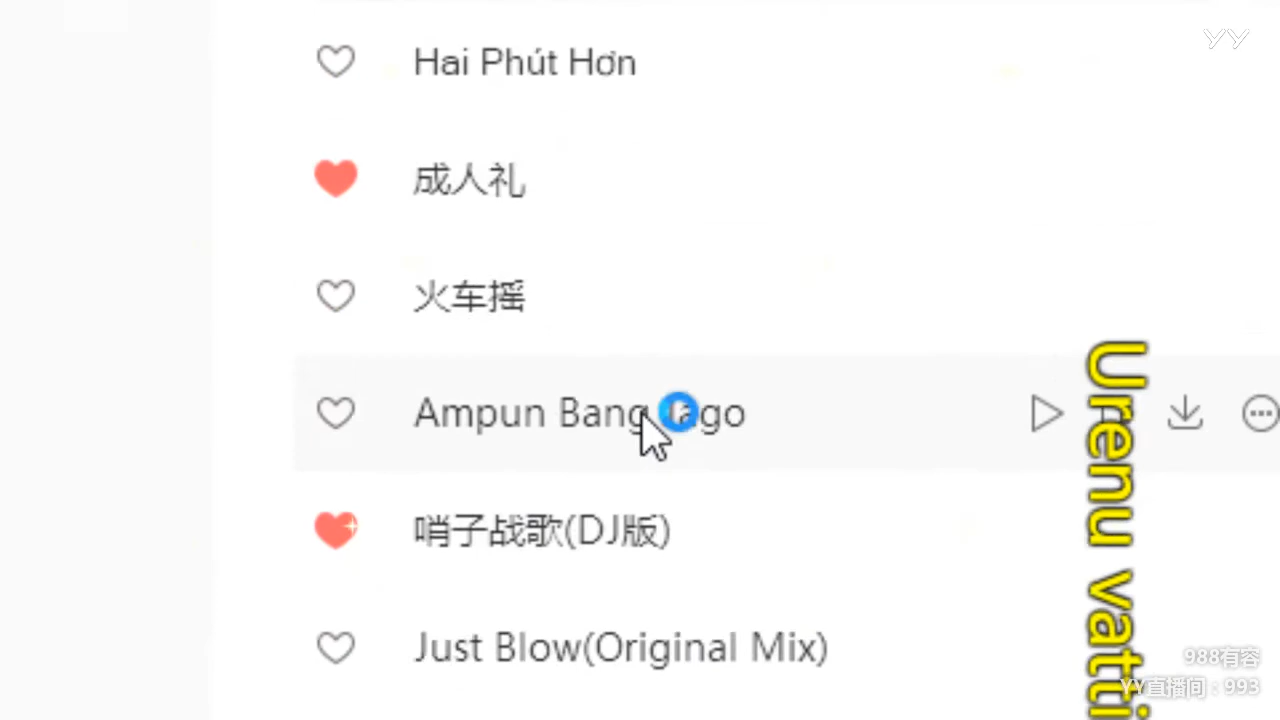 YY
Hai Phút Hơn
成人礼
火车摇
Ampun Bang Jago
哨子战歌(DJ版)
Just Blow(Original Mix)
Urenu vatti
988有容
YY直播间:993